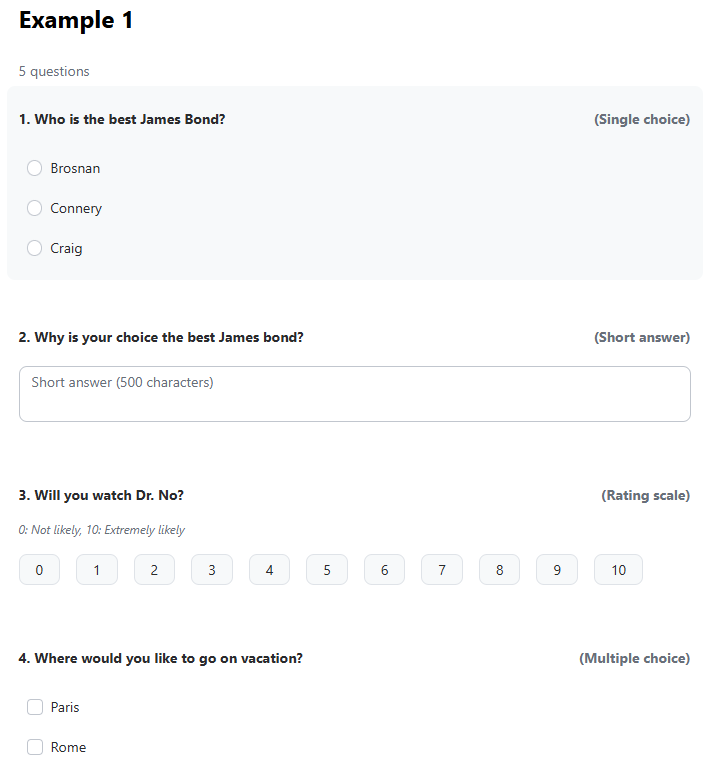 Example 1
5 questions
1. Who is the best James Bond? (Single choice)
Brosnan
Connery
Craig
2. Why is your choice the best James bond? (Short answer)
Short answer (500 characters)
3. Will you watch Dr. No? (Rating scale)
0: Not likely, 10: Extremely likely
0 1 2 3 4 5 6 7 8 9 10
4. Where would you like to go on vacation? (Multiple choice)
Paris
Rome